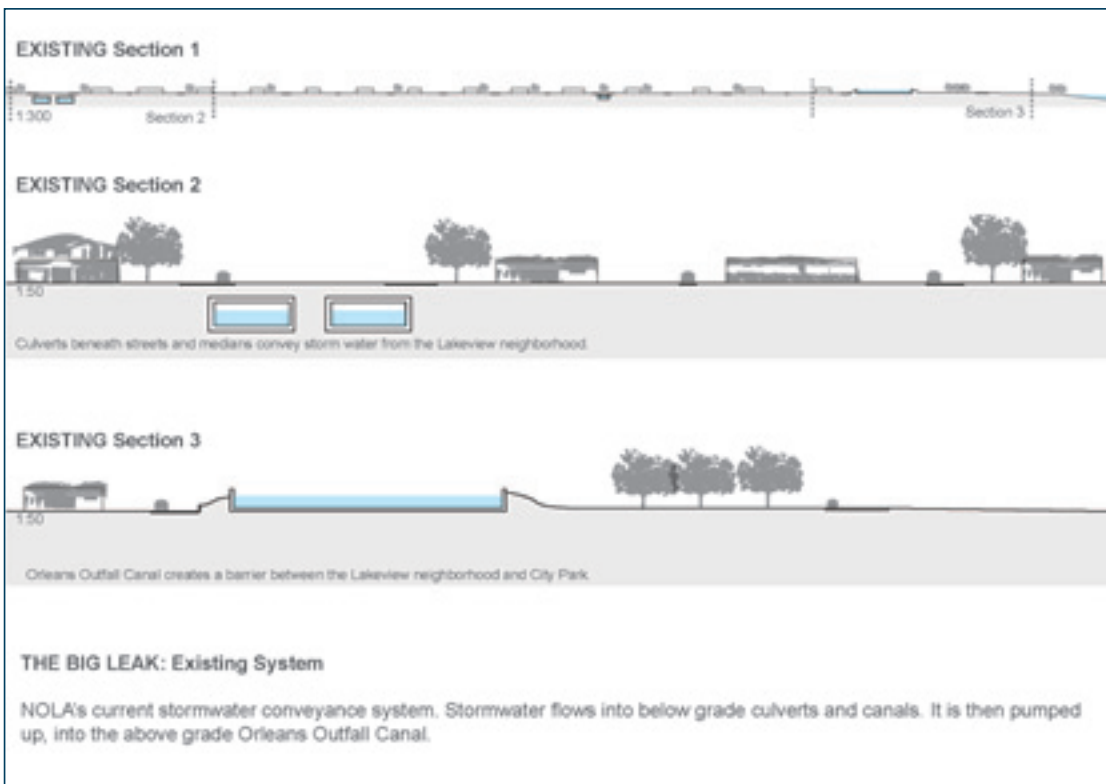 EXISTING Section 1
1:300
Section 2
Section 3
EXISTING Section 2
1:50
Culverts beneath streets and medians convey storm water from the Lakeview neighborhood.
EXISTING Section 3
1:50
Orleans Outfall Canal creates a barrier between the Lakeview neighborhood and City Park.
THE BIG LEAK: Existing System
NOLA's current stormwater conveyance system. Stormwater flows into below grade culverts and canals. It is then pumped
up, into the above grade Orleans Outfall Canal.